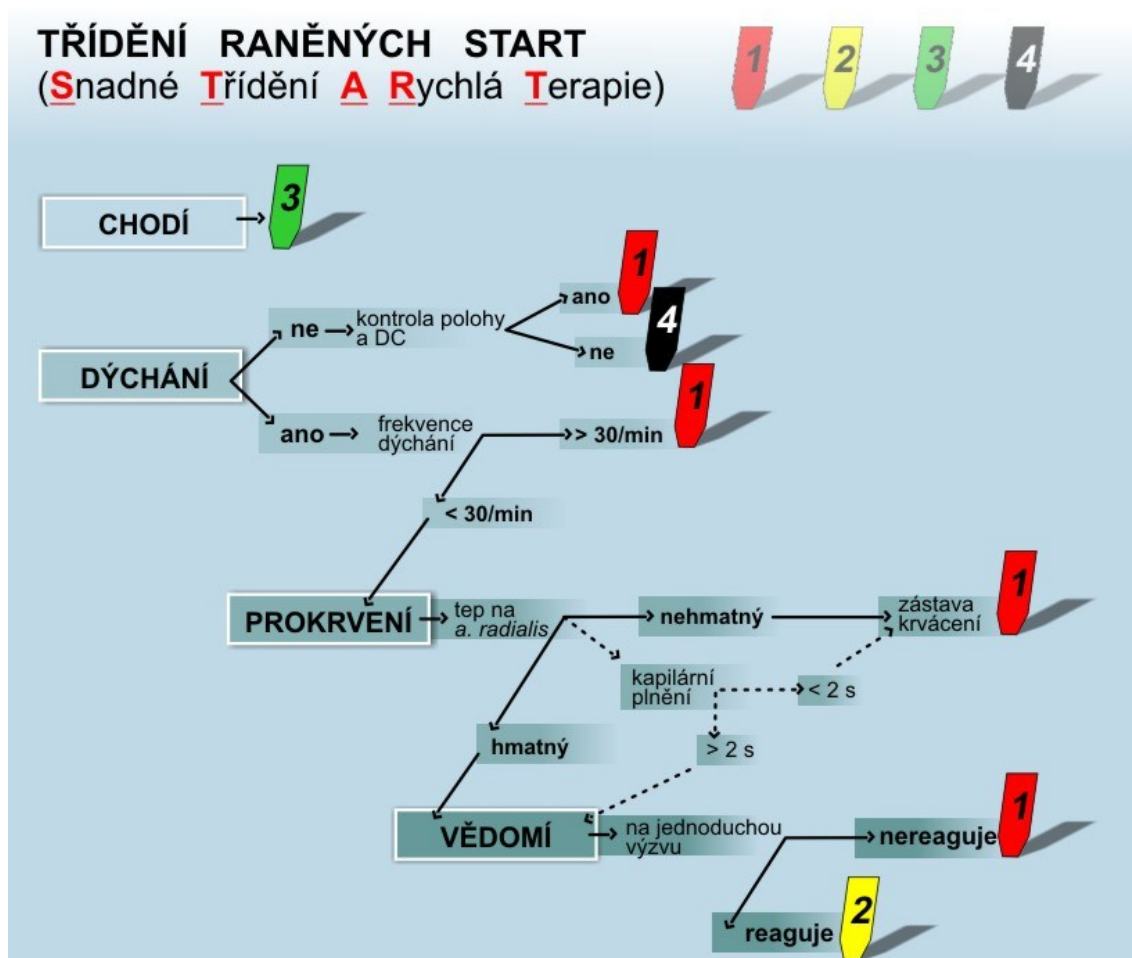 TŘÍDĚNÍ RANĚNÝCH START
(Snadné Třídění A Rychlá Terapie)
1 2 3 4
CHODÍ
3
DÝCHÁNÍ
ne
kontrola polohy
a DC
ano
1
ne
4
ano
frekvence
dýchání
> 30/min
1
< 30/min
PROKRVENÍ
tep na
a. radialis
nehmatný
zástava
krvácení
1
kapilární
plnění
< 2 s
> 2 s
hmatný
VĚDOMÍ
na jednoduchou
výzvu
nereaguje
1
reaguje
2